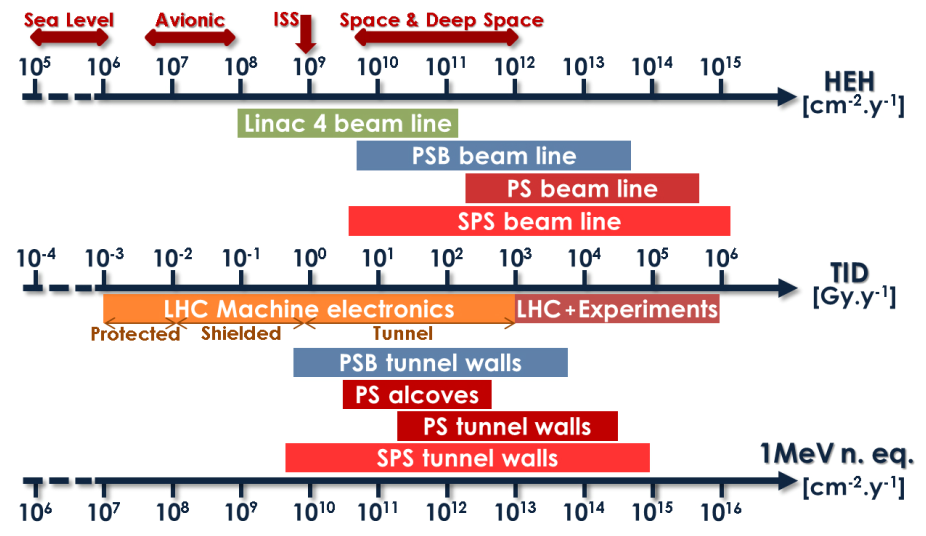 Sea Level Avionic ISS Space & Deep Space
10⁵ 10⁶ 10⁷ 10⁸ 10⁹ 10¹⁰ 10¹¹ 10¹² 10¹³ 10¹⁴ 10¹⁵
HEH
[cm⁻².y⁻¹]
Linac 4 beam line
PSB beam line
PS beam line
SPS beam line
10⁻⁴ 10⁻³ 10⁻² 10⁻¹ 10⁰ 10¹ 10² 10³ 10⁴ 10⁵ 10⁶
TID
[Gy.y⁻¹]
LHC Machine electronics LHC+Experiments
Protected Shielded Tunnel
PSB tunnel walls
PS alcoves
PS tunnel walls
SPS tunnel walls
1MeV n. eq.
[cm⁻².y⁻¹]
10⁶ 10⁷ 10⁸ 10⁹ 10¹⁰ 10¹¹ 10¹² 10¹³ 10¹⁴ 10¹⁵ 10¹⁶